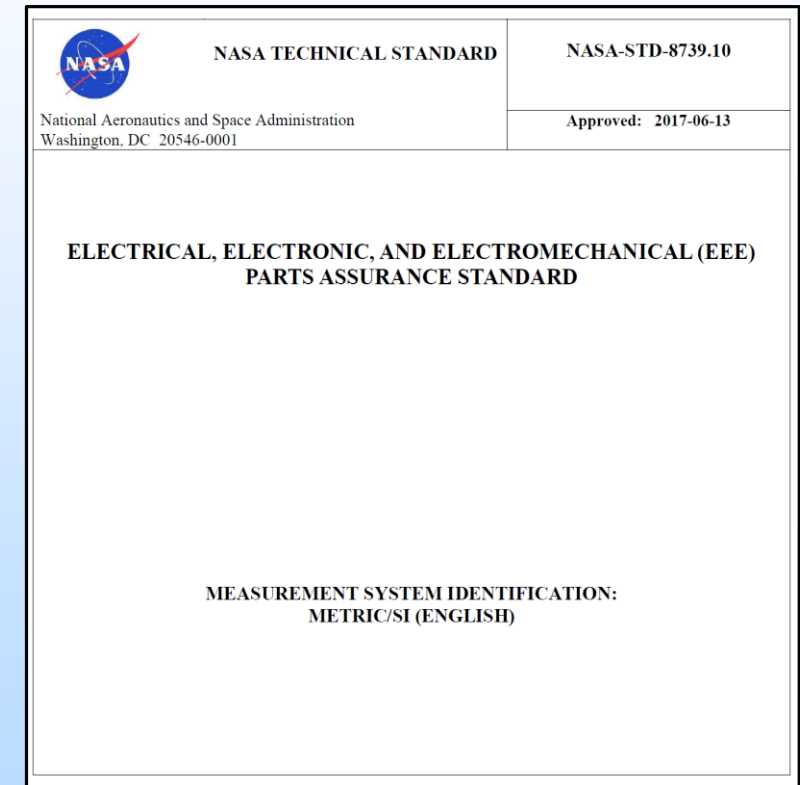 NASA
NASA TECHNICAL STANDARD
NASA-STD-8739.10
National Aeronautics and Space Administration
Washington, DC 20546-0001
Approved: 2017-06-13
ELECTRICAL, ELECTRONIC, AND ELECTROMECHANICAL (EEE)
PARTS ASSURANCE STANDARD
MEASUREMENT SYSTEM IDENTIFICATION:
METRIC/SI (ENGLISH)